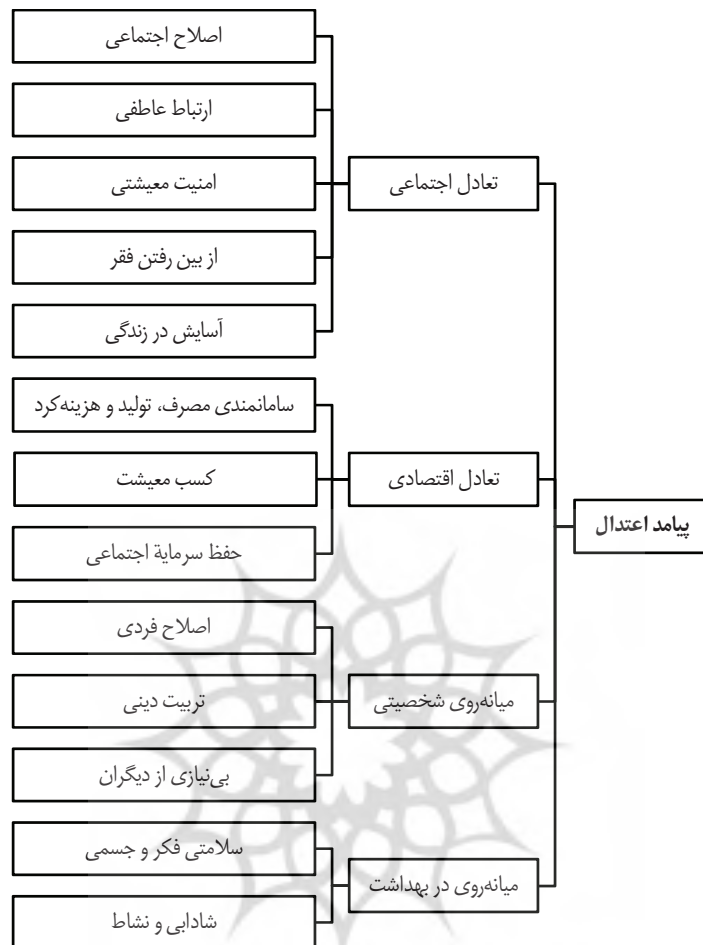 پیامد اعتدال
تعادل اجتماعی
اصلاح اجتماعی
ارتباط عاطفی
امنیت معیشتی
از بین رفتن فقر
آسایش در زندگی
تعادل اقتصادی
سامانمندی مصرف، تولید و هزینه‌کرد
کسب معیشت
حفظ سرمایة اجتماعی
میانه‌روی شخصیتی
اصلاح فردی
تربیت دینی
بی‌نیازی از دیگران
میانه‌روی در بهداشت
سلامتی فکر و جسمی
شادابی و نشاط